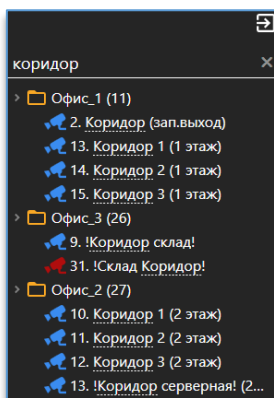 коридор
Офис_1 (11)
2. Коридор (зап.выход)
13. Коридор 1 (1 этаж)
14. Коридор 2 (1 этаж)
15. Коридор 3 (1 этаж)
Офис_3 (26)
9. !Коридор склад!
31. !Склад Коридор!
Офис_2 (27)
10. Коридор 1 (2 этаж)
11. Коридор 2 (2 этаж)
12. Коридор 3 (2 этаж)
13. !Коридор серверная! (2...